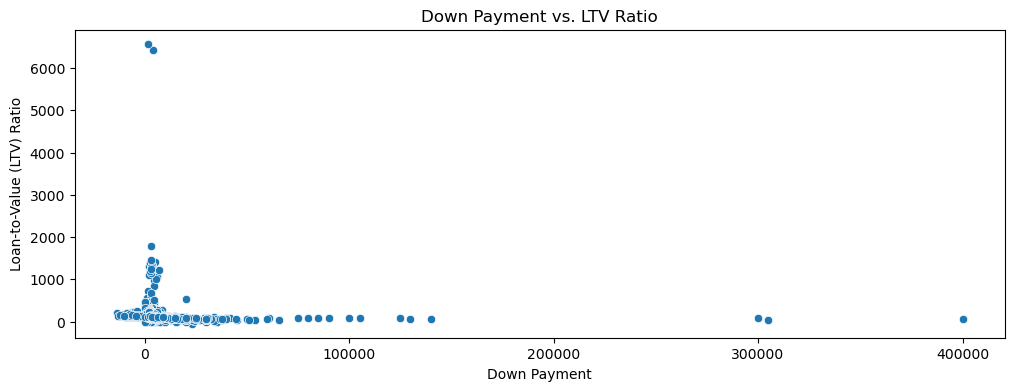 Down Payment vs. LTV Ratio
Loan-to-Value (LTV) Ratio
6000
5000
4000
3000
2000
1000
0
0 100000 200000 300000 400000
Down Payment